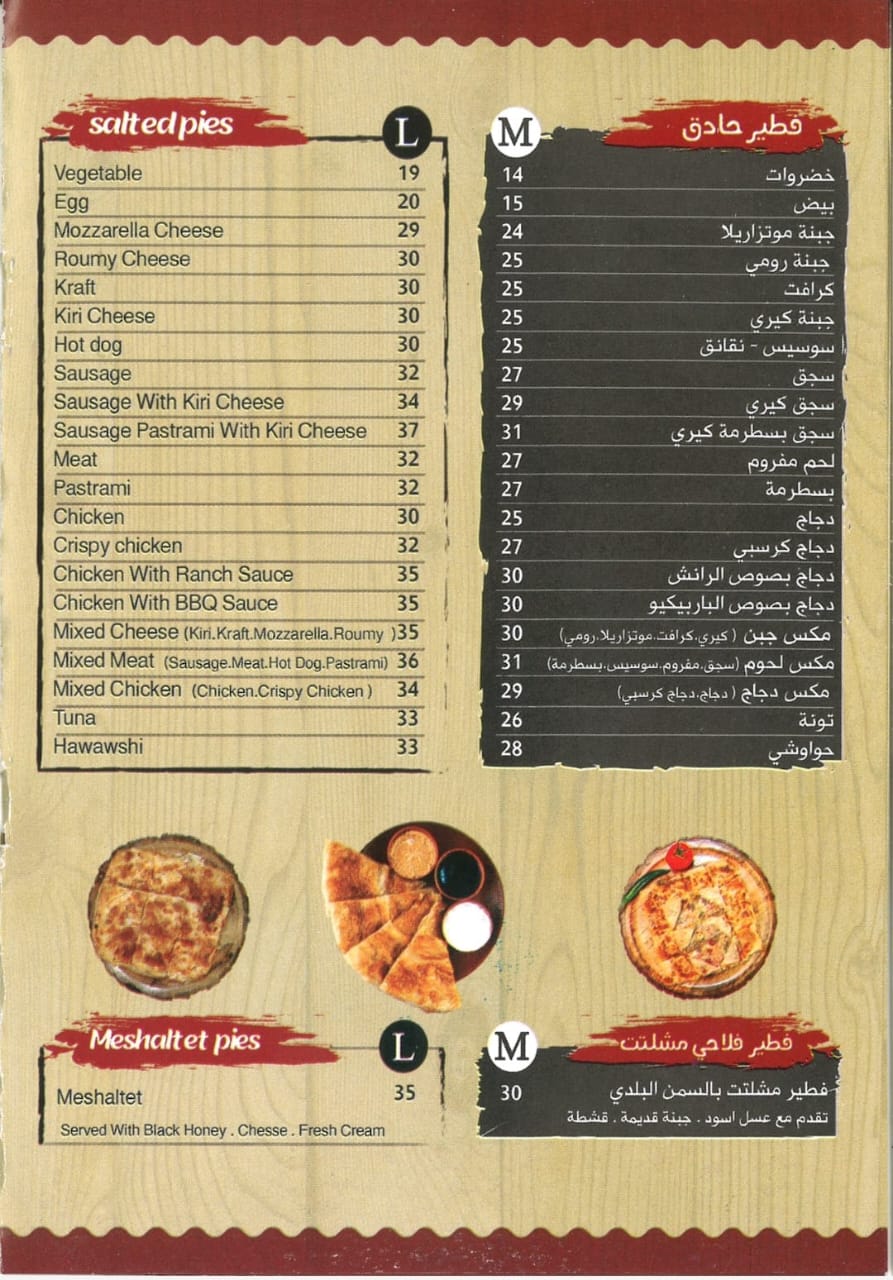 salted pies L
Vegetable 19
Egg 20
Mozzarella Cheese 29
Roumy Cheese 30
Kraft 30
Kiri Cheese 30
Hot dog 30
Sausage 32
Sausage With Kiri Cheese 34
Sausage Pastrami With Kiri Cheese 37
Meat 32
Pastrami 32
Chicken 30
Crispy chicken 32
Chicken With Ranch Sauce 35
Chicken With BBQ Sauce 35
Mixed Cheese (Kiri.Kraft.Mozzarella.Roumy ) 35
Mixed Meat (Sausage.Meat.Hot Dog.Pastrami) 36
Mixed Chicken (Chicken.Crispy Chicken ) 34
Tuna 33
Hawawshi 33
فطير حادق M
خضروات 14
بيض 15
جبنة موتزاريلا 24
جبنة رومي 25
كرافت 25
جبنة كيري 25
سوسيس - نقانق 25
سجق 27
سجق كيري 29
سجق بسطرمة كيري 31
لحم مفروم 27
بسطرمة 27
دجاج 25
دجاج كرسبي 27
دجاج بصوص الرانش 30
دجاج بصوص الباربيكيو 30
مكس جبن ( كيري.كرافت.موتزاريلا.رومي) 30
مكس لحوم (سجق.مفروم.سوسيس.بسطرمة) 31
مكس دجاج ( دجاج.دجاج كرسبي) 29
تونة 26
حواوشي 28
Meshaltet pies L
Meshaltet 35
Served With Black Honey . Chesse . Fresh Cream
فطير فلاحي مشلتت M
فطير مشلتت بالسمن البلدي 30
تقدم مع عسل اسود . جبنة قديمة . قشطة